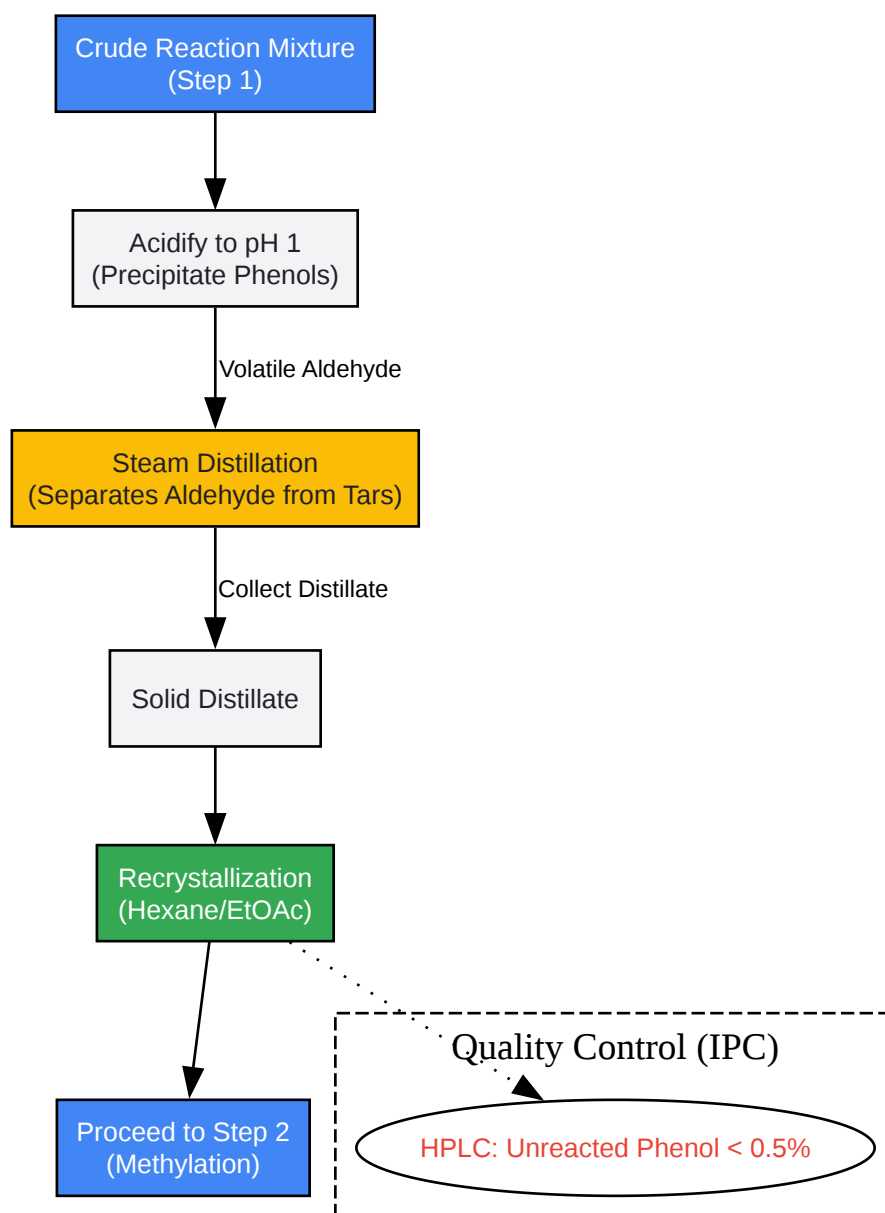 Crude Reaction Mixture
(Step 1)
Acidify to pH 1
(Precipitate Phenols)
Volatile Aldehyde
Steam Distillation
(Separates Aldehyde from Tars)
Collect Distillate
Solid Distillate
Recrystallization
(Hexane/EtOAc)
Quality Control (IPC)
Proceed to Step 2
(Methylation)
HPLC: Unreacted Phenol < 0.5%